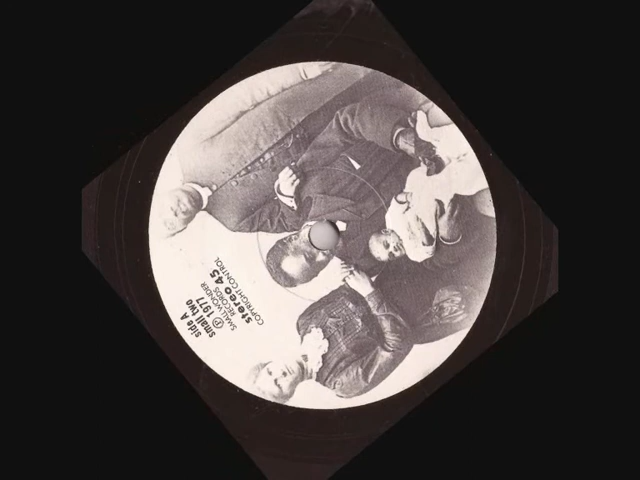 side A
small two
℗ 1977
SMALL WONDER
RECORDS
stereo 45
COPYRIGHT CONTROL